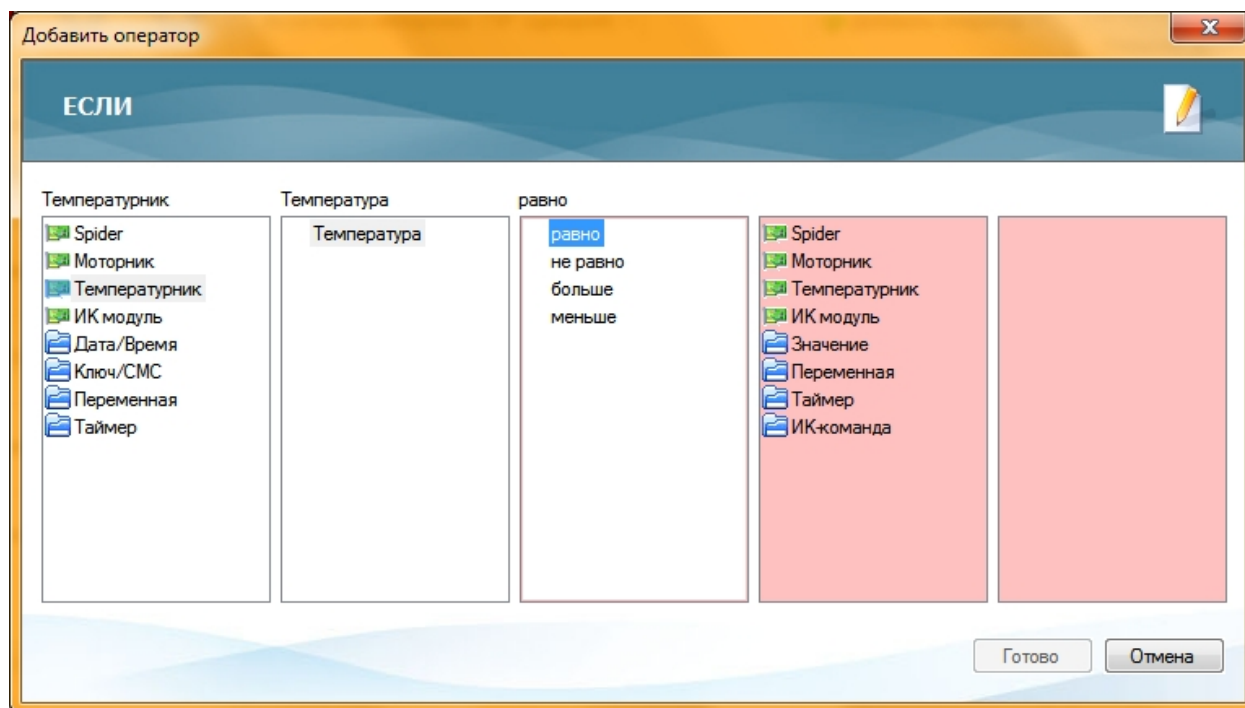 Добавить оператор
ЕСЛИ
Температурник
Температура
равно
Spider
Моторник
Температурник
ИК модуль
Дата/Время
Ключ/СМС
Переменная
Таймер
Температура
равно
не равно
больше
меньше
Spider
Моторник
Температурник
ИК модуль
Значение
Переменная
Таймер
ИК-команда
Готово
Отмена